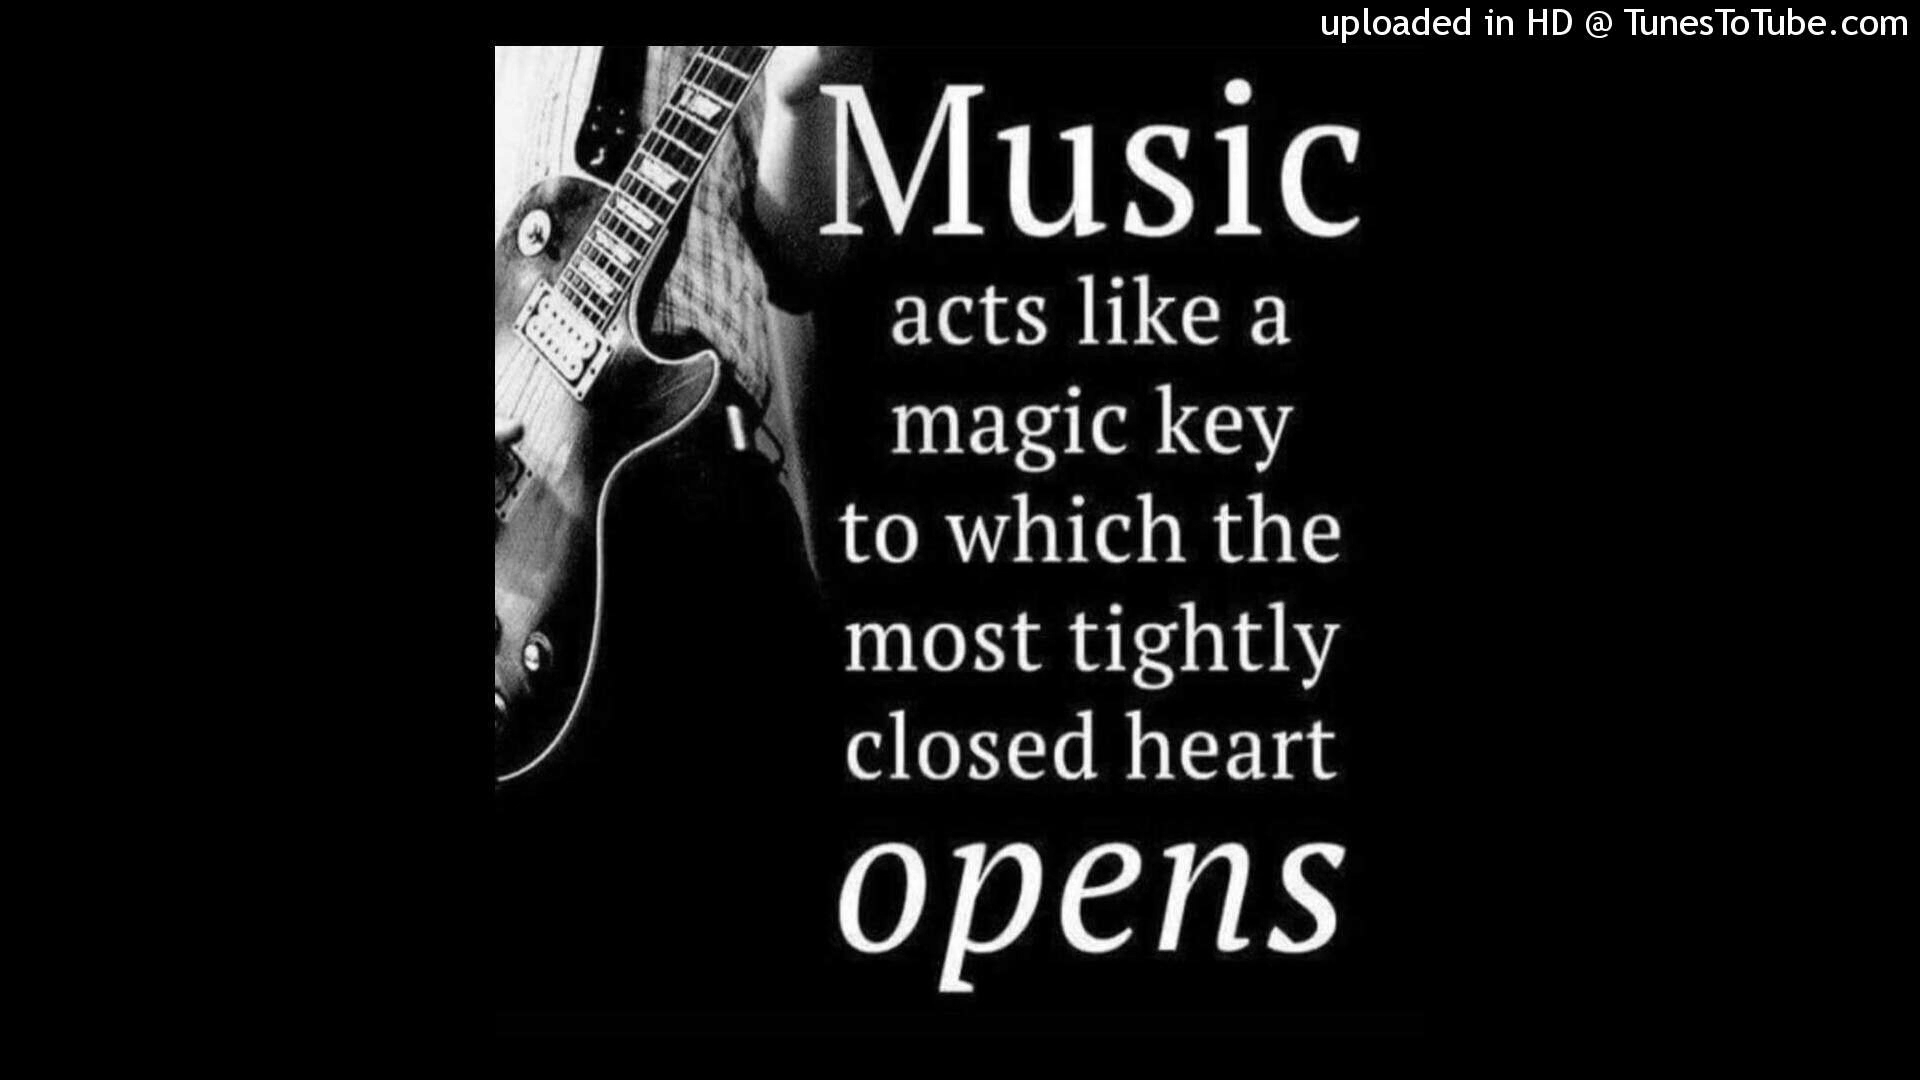 uploaded in HD @ TunesToTube.com
Music
acts like a
magic key
to which the
most tightly
closed heart
opens